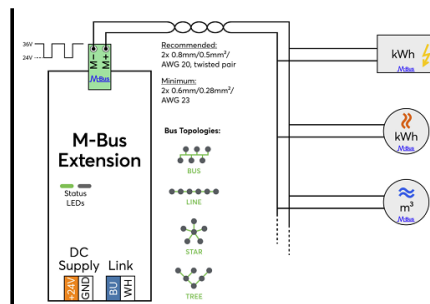 36V
24V
M−
M+
M-Bus
Recommended:
2x 0.8mm/0.5mm²/
AWG 20, twisted pair
Minimum:
2x 0.6mm/0.28mm²/
AWG 23
kWh
M-Bus
M-Bus
Extension
Status
LEDs
Bus Topologies:
BUS
LINE
STAR
TREE
kWh
M-Bus
m³
M-Bus
DC
Supply
Link
+24V
GND
BU
WH